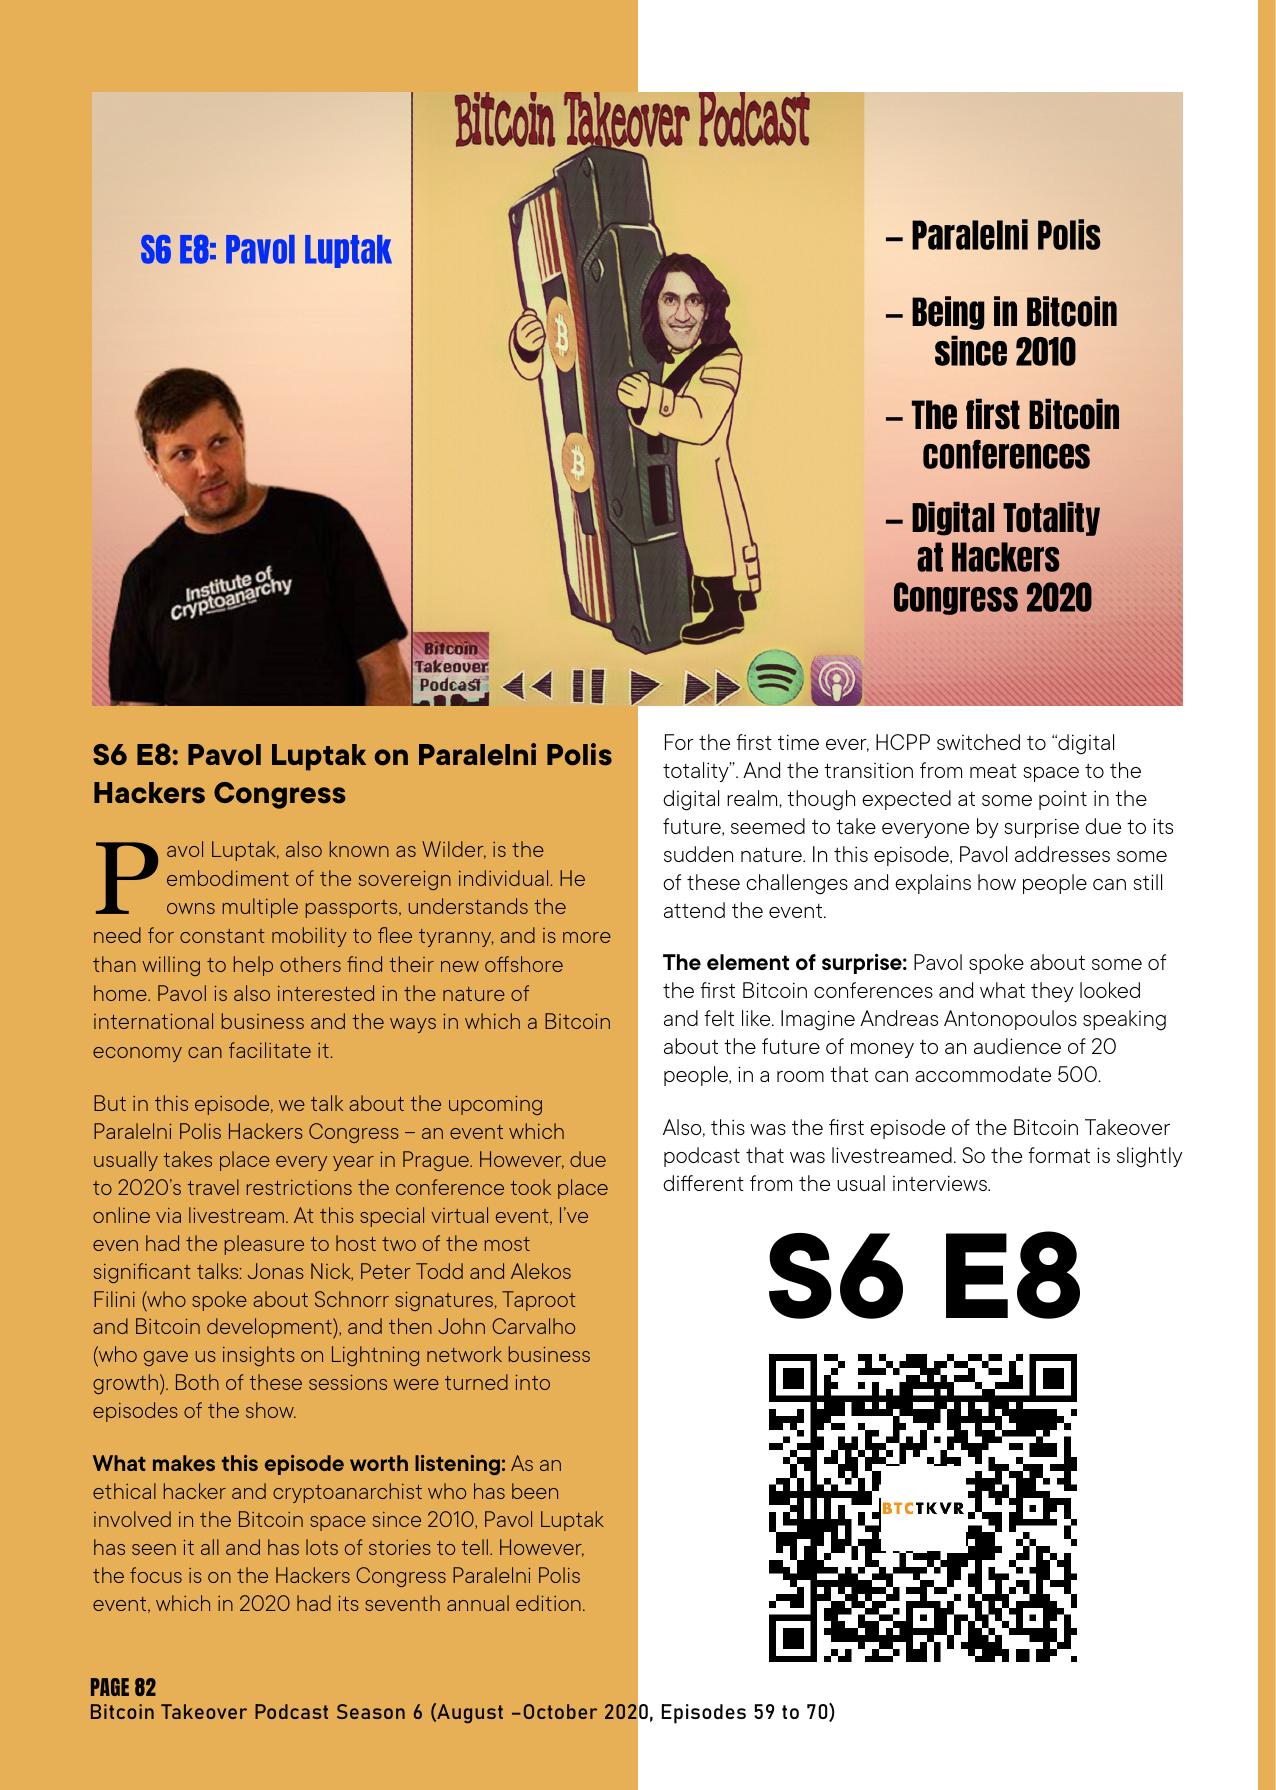 Bitcoin Takeover Podcast
S6 E8: Pavol Luptak
Institute of
Cryptoanarchy
Bitcoin
Takeover
Podcast
– Paralelni Polis
– Being in Bitcoin
since 2010
– The first Bitcoin
conferences
– Digital Totality
at Hackers
Congress 2020
S6 E8: Pavol Luptak on Paralelni Polis
Hackers Congress
Pavol Luptak, also known as Wilder, is the
embodiment of the sovereign individual. He
owns multiple passports, understands the
need for constant mobility to flee tyranny, and is more
than willing to help others find their new offshore
home. Pavol is also interested in the nature of
international business and the ways in which a Bitcoin
economy can facilitate it.
But in this episode, we talk about the upcoming
Paralelni Polis Hackers Congress – an event which
usually takes place every year in Prague. However, due
to 2020’s travel restrictions the conference took place
online via livestream. At this special virtual event, I’ve
even had the pleasure to host two of the most
significant talks: Jonas Nick, Peter Todd and Alekos
Filini (who spoke about Schnorr signatures, Taproot
and Bitcoin development), and then John Carvalho
(who gave us insights on Lightning network business
growth). Both of these sessions were turned into
episodes of the show.
What makes this episode worth listening: As an
ethical hacker and cryptoanarchist who has been
involved in the Bitcoin space since 2010, Pavol Luptak
has seen it all and has lots of stories to tell. However,
the focus is on the Hackers Congress Paralelni Polis
event, which in 2020 had its seventh annual edition.
For the first time ever, HCPP switched to “digital
totality”. And the transition from meat space to the
digital realm, though expected at some point in the
future, seemed to take everyone by surprise due to its
sudden nature. In this episode, Pavol addresses some
of these challenges and explains how people can still
attend the event.
The element of surprise: Pavol spoke about some of
the first Bitcoin conferences and what they looked
and felt like. Imagine Andreas Antonopoulos speaking
about the future of money to an audience of 20
people, in a room that can accommodate 500.
Also, this was the first episode of the Bitcoin Takeover
podcast that was livestreamed. So the format is slightly
different from the usual interviews.
S6 E8
BTCTKVR
PAGE 82
Bitcoin Takeover Podcast Season 6 (August –October 2020, Episodes 59 to 70)